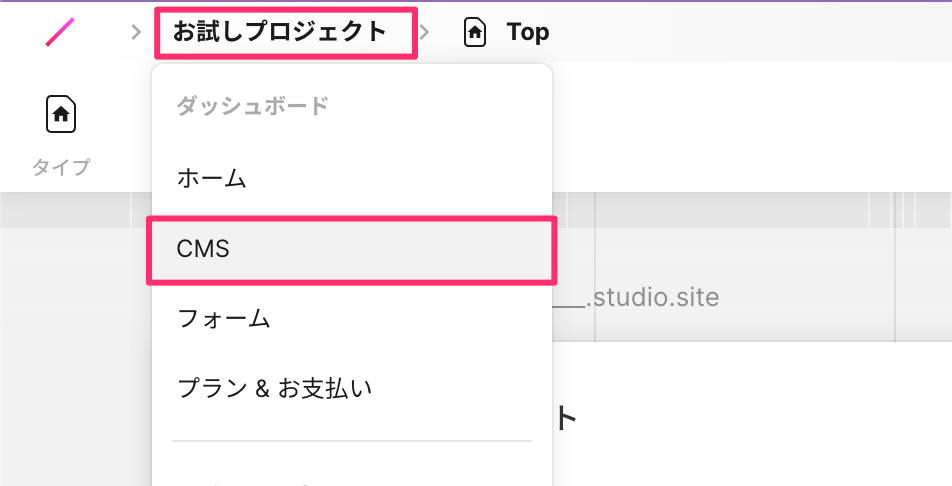 お試しプロジェクト
Top
タイプ
ダッシュボード
ホーム
CMS
フォーム
プラン & お支払い
.studio.site
ト